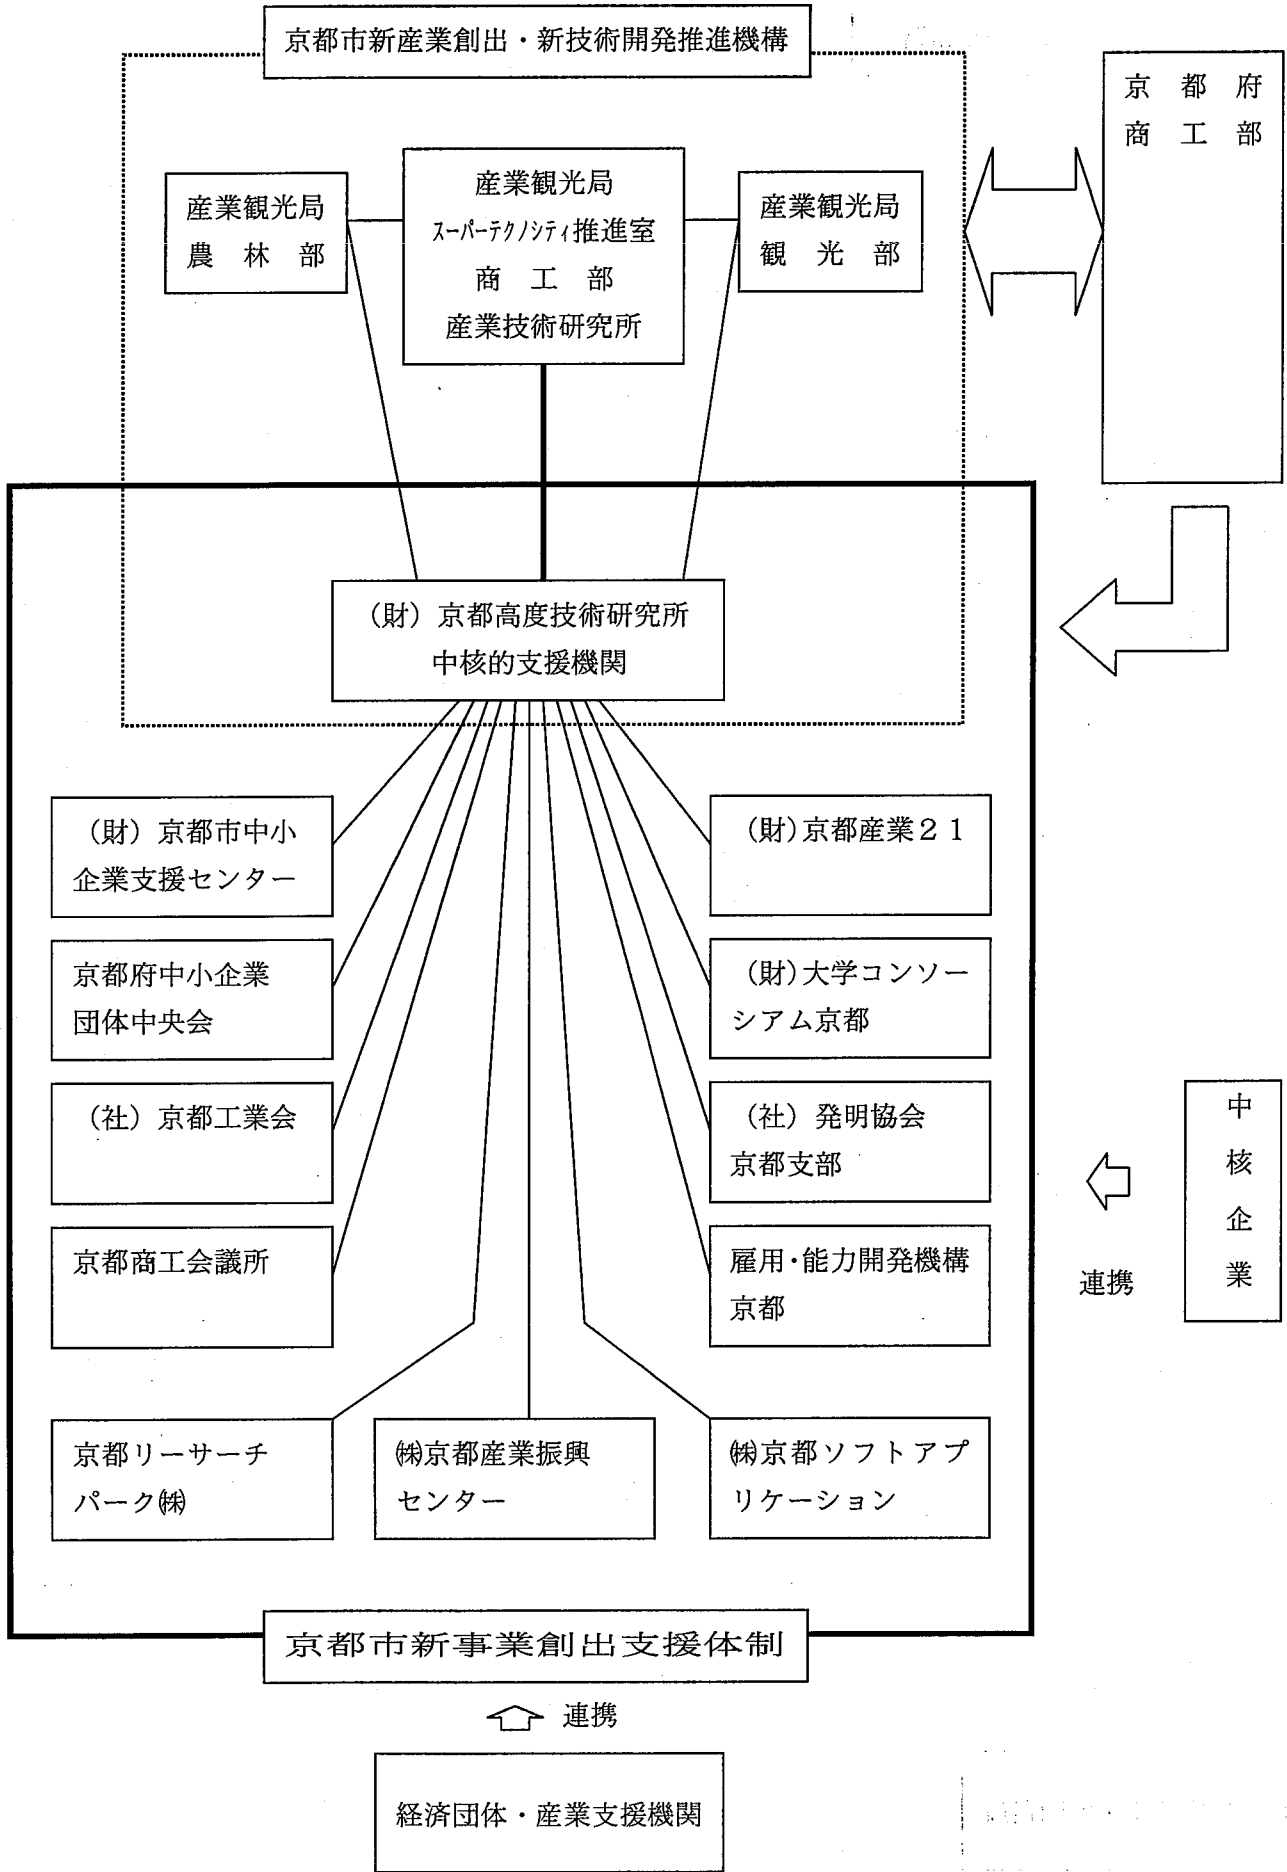 京都市新産業創出・新技術開発推進機構
京都府
商工部
産業観光局
農林部
産業観光局
スーパーテクノシティ推進室
商工部
産業技術研究所
産業観光局
観光部
（財）京都高度技術研究所
中核的支援機関
（財）京都市中小
企業支援センター
（財）京都産業２１
京都府中小企業
団体中央会
（財）大学コンソー
シアム京都
（社）京都工業会
（社）発明協会
京都支部
京都商工会議所
雇用・能力開発機構
京都
中核企業
連携
京都リーサーチ
パーク㈱
㈱京都産業振興
センター
㈱京都ソフトアプ
リケーション
京都市新事業創出支援体制
連携
経済団体・産業支援機関